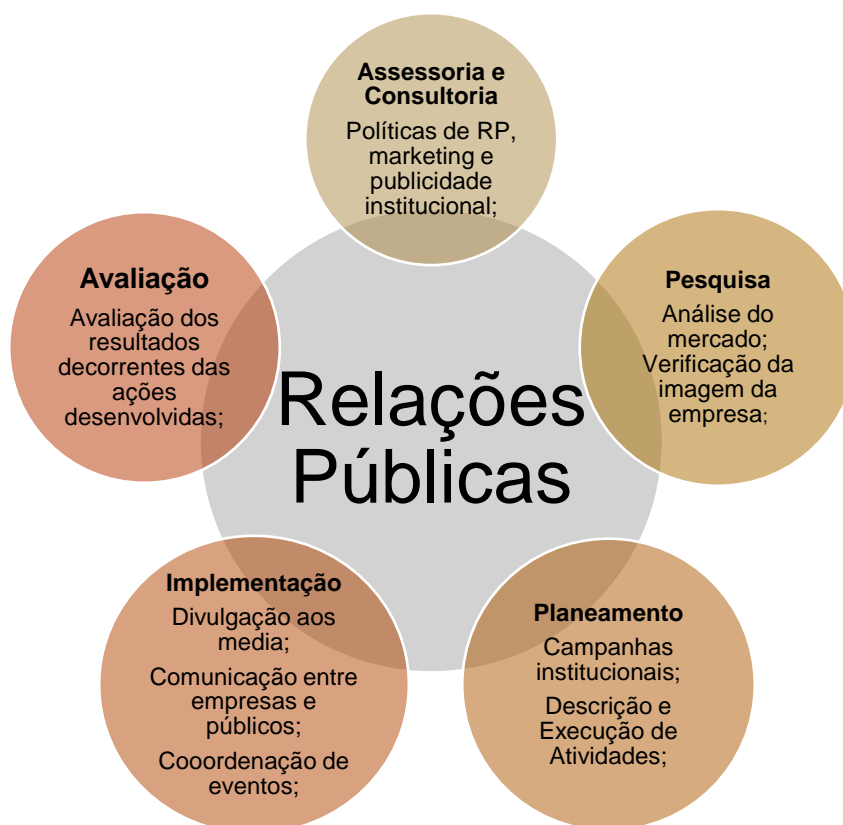 Assessoria e
Consultoria
Políticas de RP,
marketing e
publicidade
institucional;
Pesquisa
Análise do
mercado;
Verificação da
imagem da
empresa;
Planeamento
Campanhas
institucionais;
Descrição e
Execução de
Atividades;
Implementação
Divulgação aos
media;
Comunicação entre
empresas e
públicos;
Cooordenação de
eventos;
Avaliação
Avaliação dos
resultados
decorrentes das
ações
desenvolvidas;
Relações
Públicas